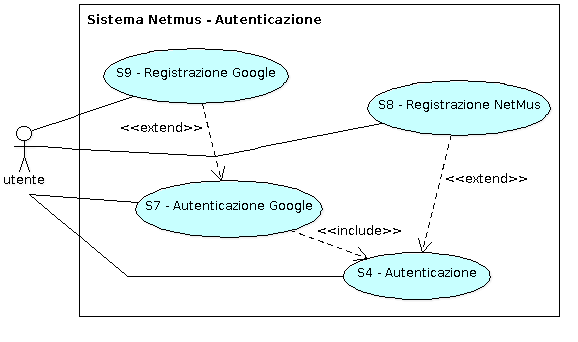 Sistema Netmus - Autenticazione
S9 - Registrazione Google
S8 - Registrazione NetMus
<<extend>>
utente
<<extend>>
S7 - Autenticazione Google
<<include>>
S4 - Autenticazione